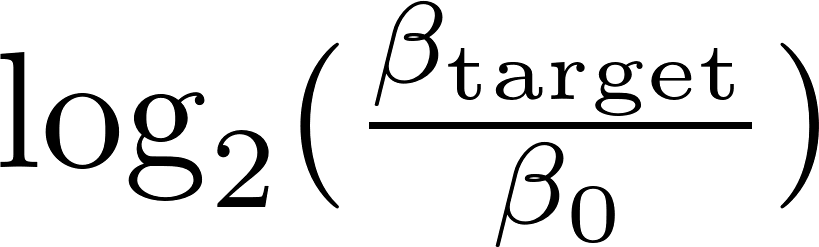 log₂(β_target / β₀)